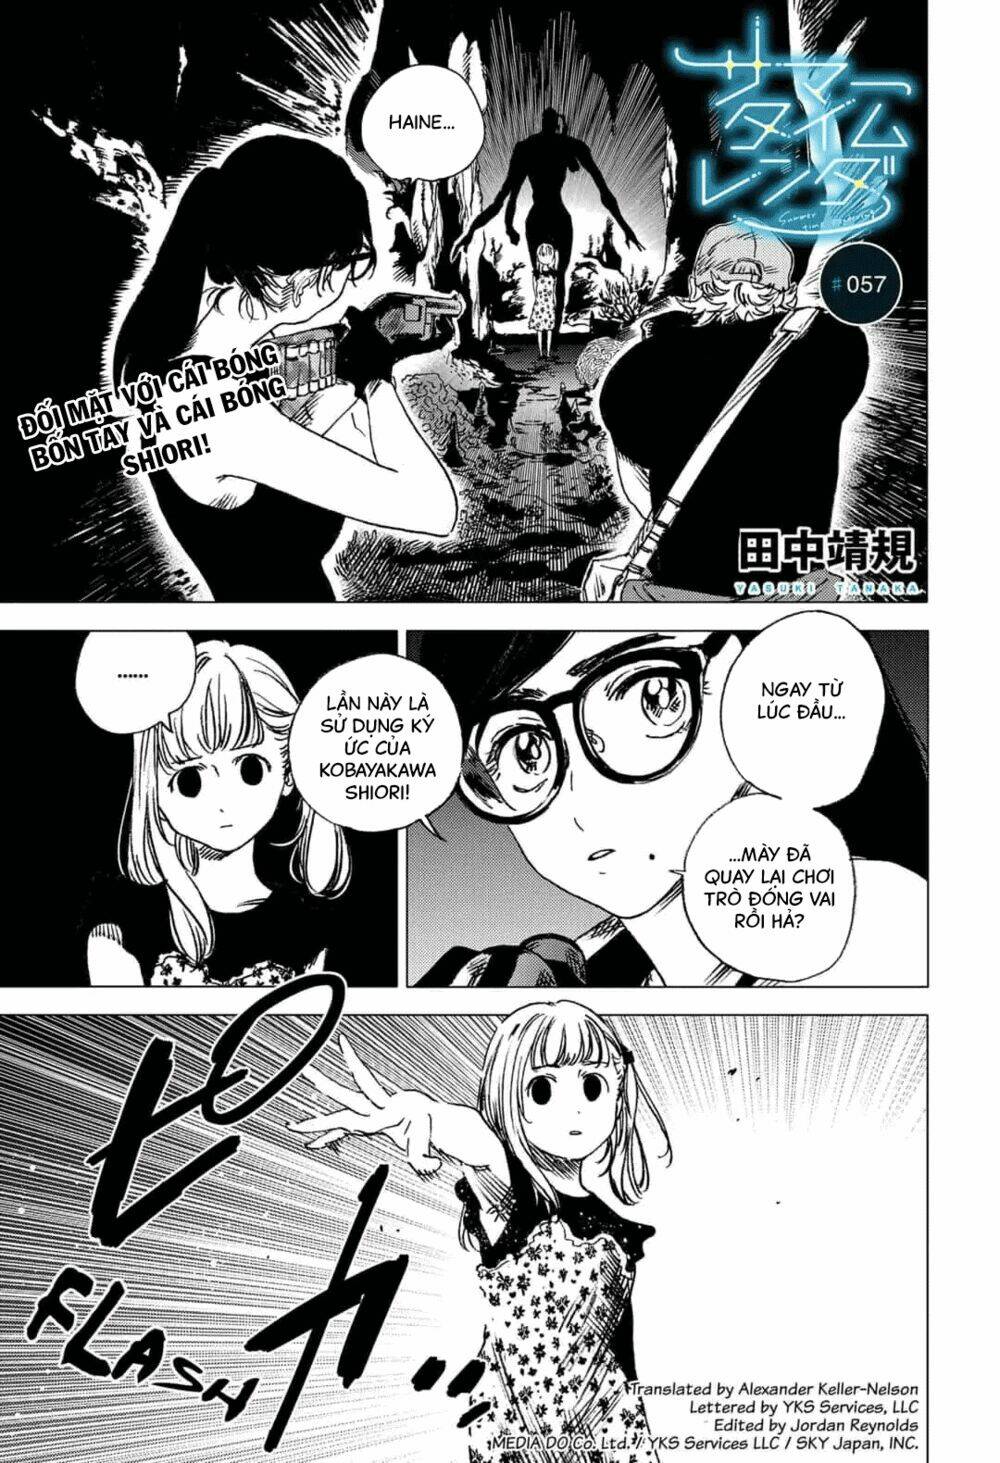 サマータイムレンダ
Summer time rendering
#057
HAINE...
ĐỐI MẶT VỚI CÁI BÓNG
BỐN TAY VÀ CÁI BÓNG
SHIORI!
田中靖規
YASUKI TANAKA
NGAY TỪ
LÚC ĐẦU...
...MÀY ĐÃ
QUAY LẠI CHƠI
TRÒ ĐÓNG VAI
RỒI HẢ?
LẦN NÀY LÀ
SỬ DỤNG KÝ
ỨC CỦA
KOBAYAKAWA
SHIORI!
.......
ピカ...
FLASH
Translated by Alexander Keller-Nelson
Lettered by YKS Services, LLC
Edited by Jordan Reynolds
MEDIA DO Co. Ltd. / YKS Services LLC / SKY Japan, INC.